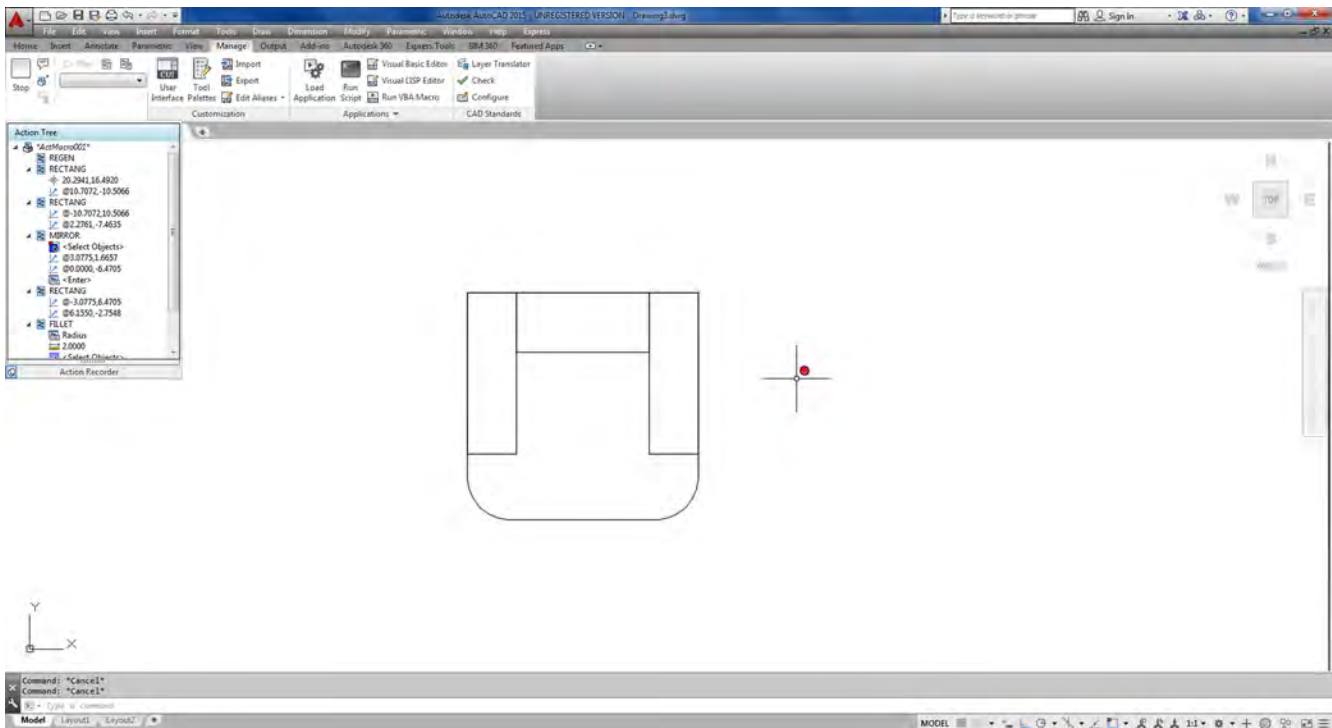 Autodesk AutoCAD 2015 - UNREGISTERED VERSION Drawing3.dwg
Type a keyword or phrase
Sign In
File Edit View Insert Format Tools Draw Dimension Modify Parametric Window Help Express
Home Insert Annotate Parametric View Manage Output Add-ins Autodesk 360 Express Tools BIM 360 Featured Apps
Import
Visual Basic Editor
Layer Translator
Export
Visual LISP Editor
Check
Stop
User
Interface
Tool
Palettes
Edit Aliases
Load
Application
Run
Script
Run VBA Macro
Configure
Customization
Applications
CAD Standards
Action Tree
*ActMacro001*
REGEN
RECTANG
20.2941,16.4920
@10.7072,-10.5066
RECTANG
@-10.7072,10.5066
@2.2761,-7.4635
MIRROR
<Select Objects>
@3.0775,1.6657
@0.0000,-6.4705
<Enter>
RECTANG
@-3.0775,6.4705
@6.1550,-2.7548
FILLET
Radius
2.0000
<Select Objects>
Action Recorder
W
TOP
E
S
Y
X
Command: *Cancel*
Command: *Cancel*
Type a command
Model Layout1 Layout2
MODEL
1:1